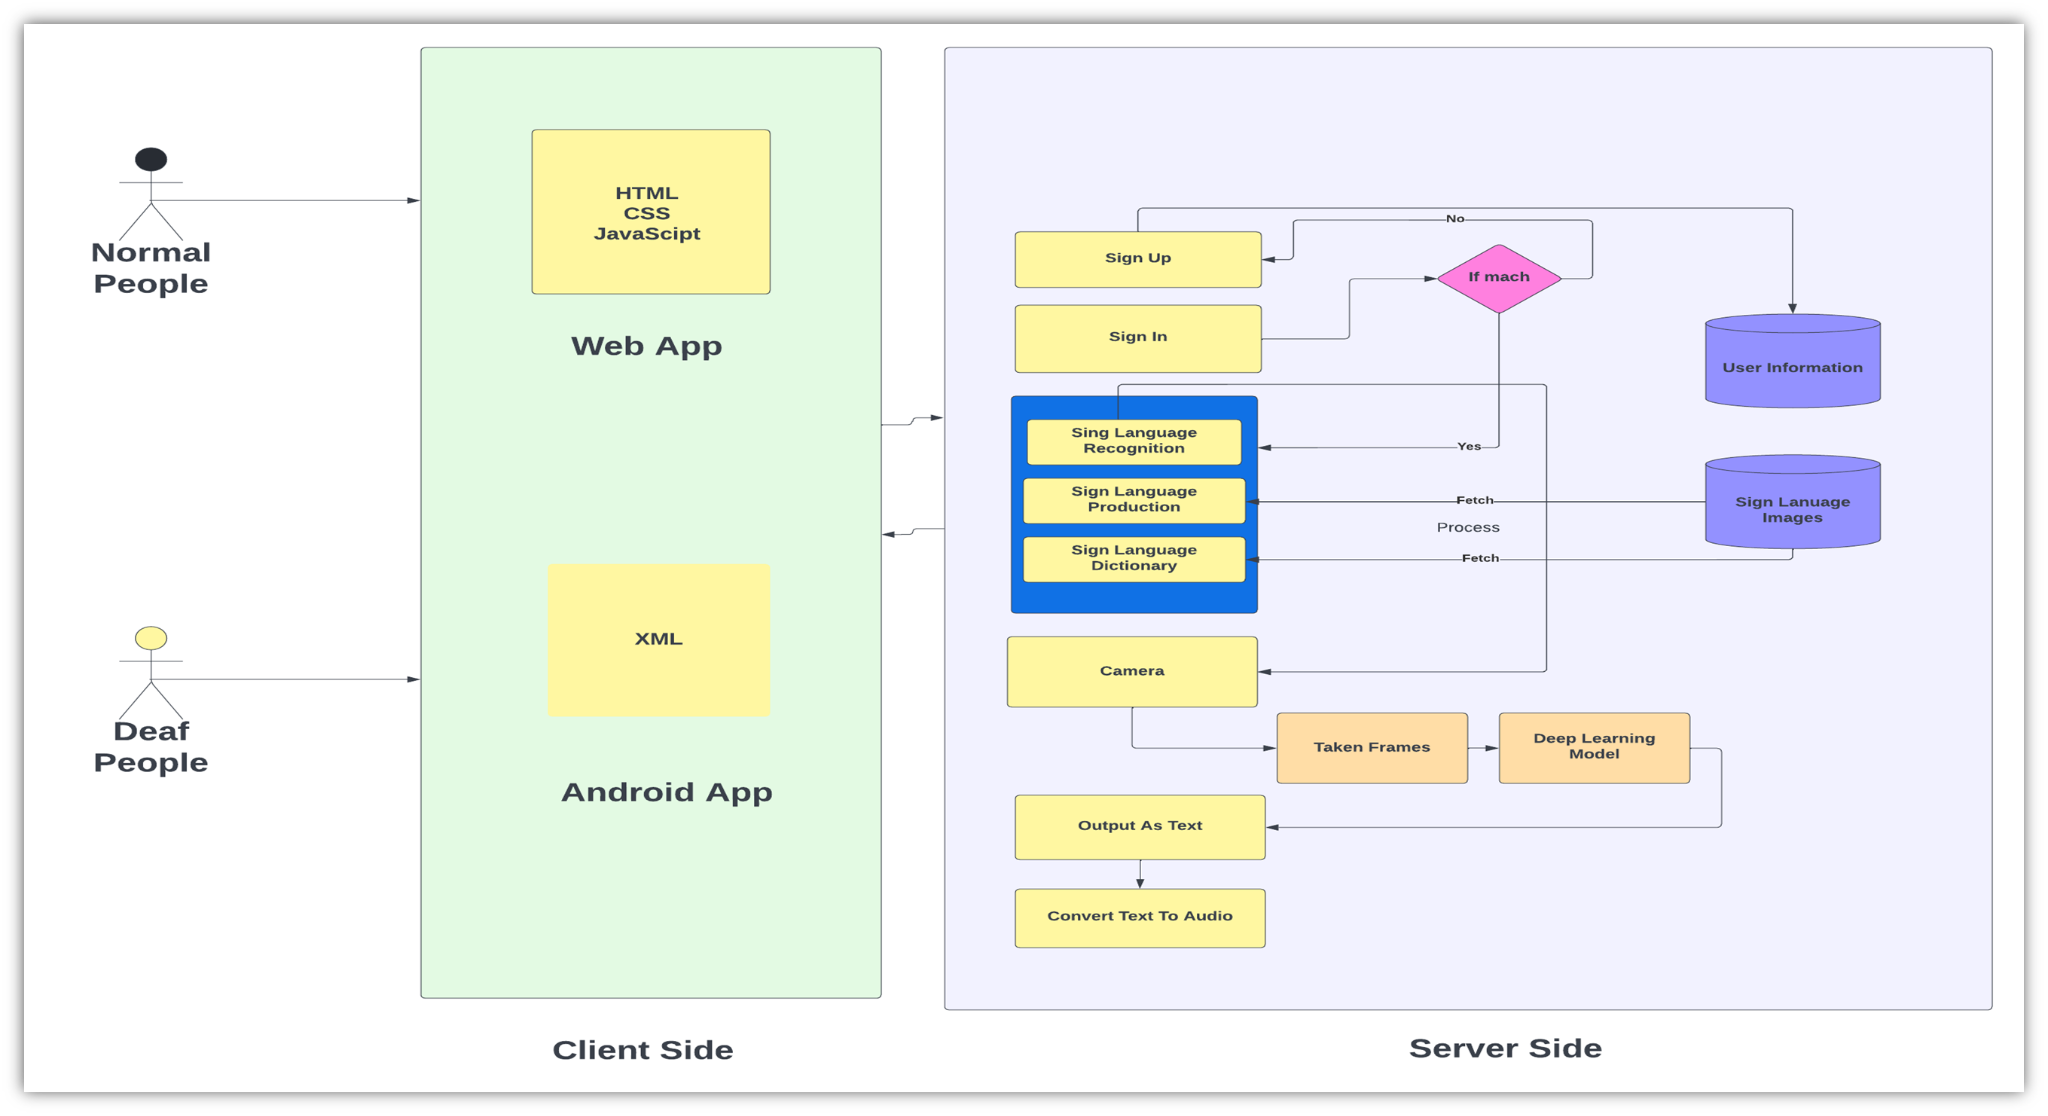 Normal
People
Deaf
People
HTML
CSS
JavaScipt
Web App
XML
Android App
Client Side
Sign Up
No
If mach
Sign In
User Information
Sing Language
Recognition
Yes
Sign Language
Production
Fetch
Sign Lanuage
Images
Process
Sign Language
Dictionary
Fetch
Camera
Taken Frames
Deep Learning
Model
Output As Text
Convert Text To Audio
Server Side